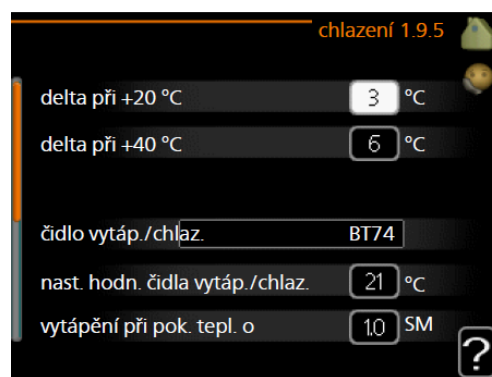 chlazení 1.9.5
delta při +20 °C 3 °C
delta při +40 °C 6 °C
čidlo vytáp./chlaz. BT74
nast. hodn. čidla vytáp./chlaz. 21 °C
vytápění při pok. tepl. o 1.0 SM
?